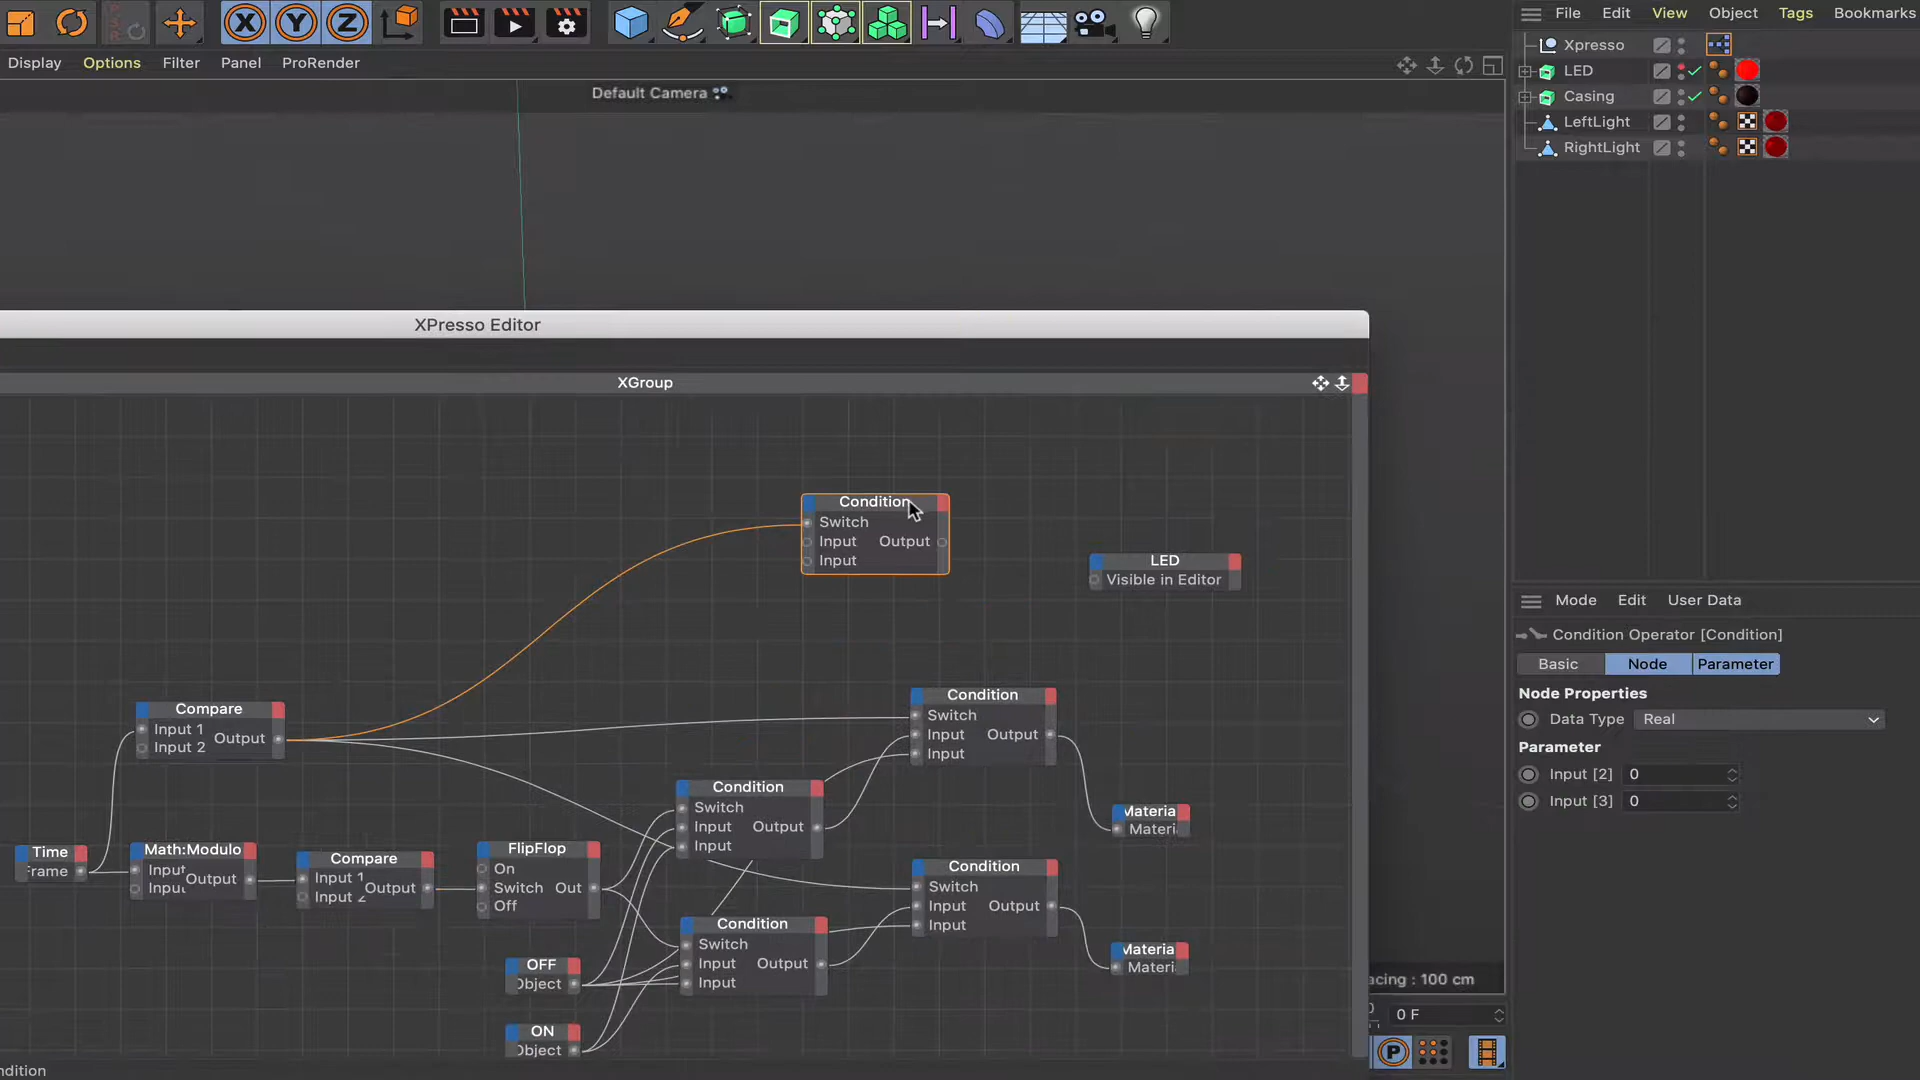 X Y Z
File Edit View Object Tags Bookmarks
Display Options Filter Panel ProRender
Default Camera
Xpresso
LED
Casing
LeftLight
RightLight
XPresso Editor
XGroup
Condition
Switch
Input Output
Input
LED
Visible in Editor
Compare
Input 1
Input 2 Output
Condition
Switch
Input Output
Input
Condition
Switch
Input Output
Input
Materia
Materi
Time
Frame
Math:Modulo
Input
Input Output
Compare
Input 1
Input 2 Output
FlipFlop
On
Switch Out
Off
Condition
Switch
Input Output
Input
Condition
Switch
Input Output
Input
Materia
Materi
OFF
Object
ON
Object
Mode Edit User Data
Condition Operator [Condition]
Basic Node Parameter
Node Properties
Data Type Real
Parameter
Input [2] 0
Input [3] 0
acing : 100 cm
0 F
P
ndition